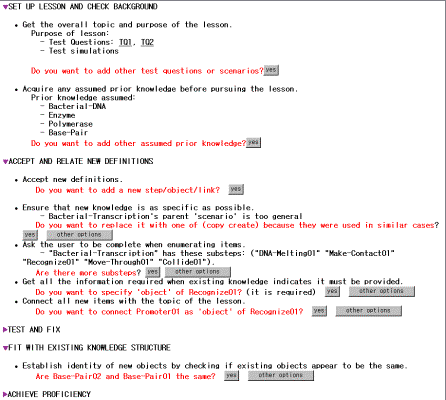 ▼SET UP LESSON AND CHECK BACKGROUND
• Get the overall topic and purpose of the lesson.
Purpose of lesson:
- Test Questions: TQ1, TQ2
- Test simulations
Do you want to add other test questions or scenarios? yes
• Acquire any assumed prior knowledge before pursuing the lesson.
Prior knowledge assumed:
- Bacterial-DNA
- Enzyme
- Polymerase
- Base-Pair
Do you want to add other assumed prior knowledge? yes
▼ACCEPT AND RELATE NEW DEFINITIONS
• Accept new definitions.
Do you want to add a new step/object/link? yes
• Ensure that new knowledge is as specific as possible.
- Bacterial-Transcription's parent 'scenario' is too general
Do you want to replace it with one of (copy create) because they were used in similar cases?
yes other options
• Ask the user to be complete when enumerating items.
- "Bacterial-Transcription" has these substeps: ("DNA-Melting01" "Make-Contact01"
"Recognize01" "Move-Through01" "Collide01").
Are there more substeps? yes other options
• Get all the information required when existing knowledge indicates it must be provided.
Do you want to specify 'object' of Recognize01? (it is required) yes other options
• Connect all new items with the topic of the lesson.
Do you want to connect Promoter01 as 'object' of Recognize01? yes other options
▶TEST AND FIX
▼FIT WITH EXISTING KNOWLEDGE STRUCTURE
• Establish identity of new objects by checking if existing objects appear to be the same.
Are Base-Pair02 and Base-Pair01 the same? yes other options
▶ACHIEVE PROFICIENCY